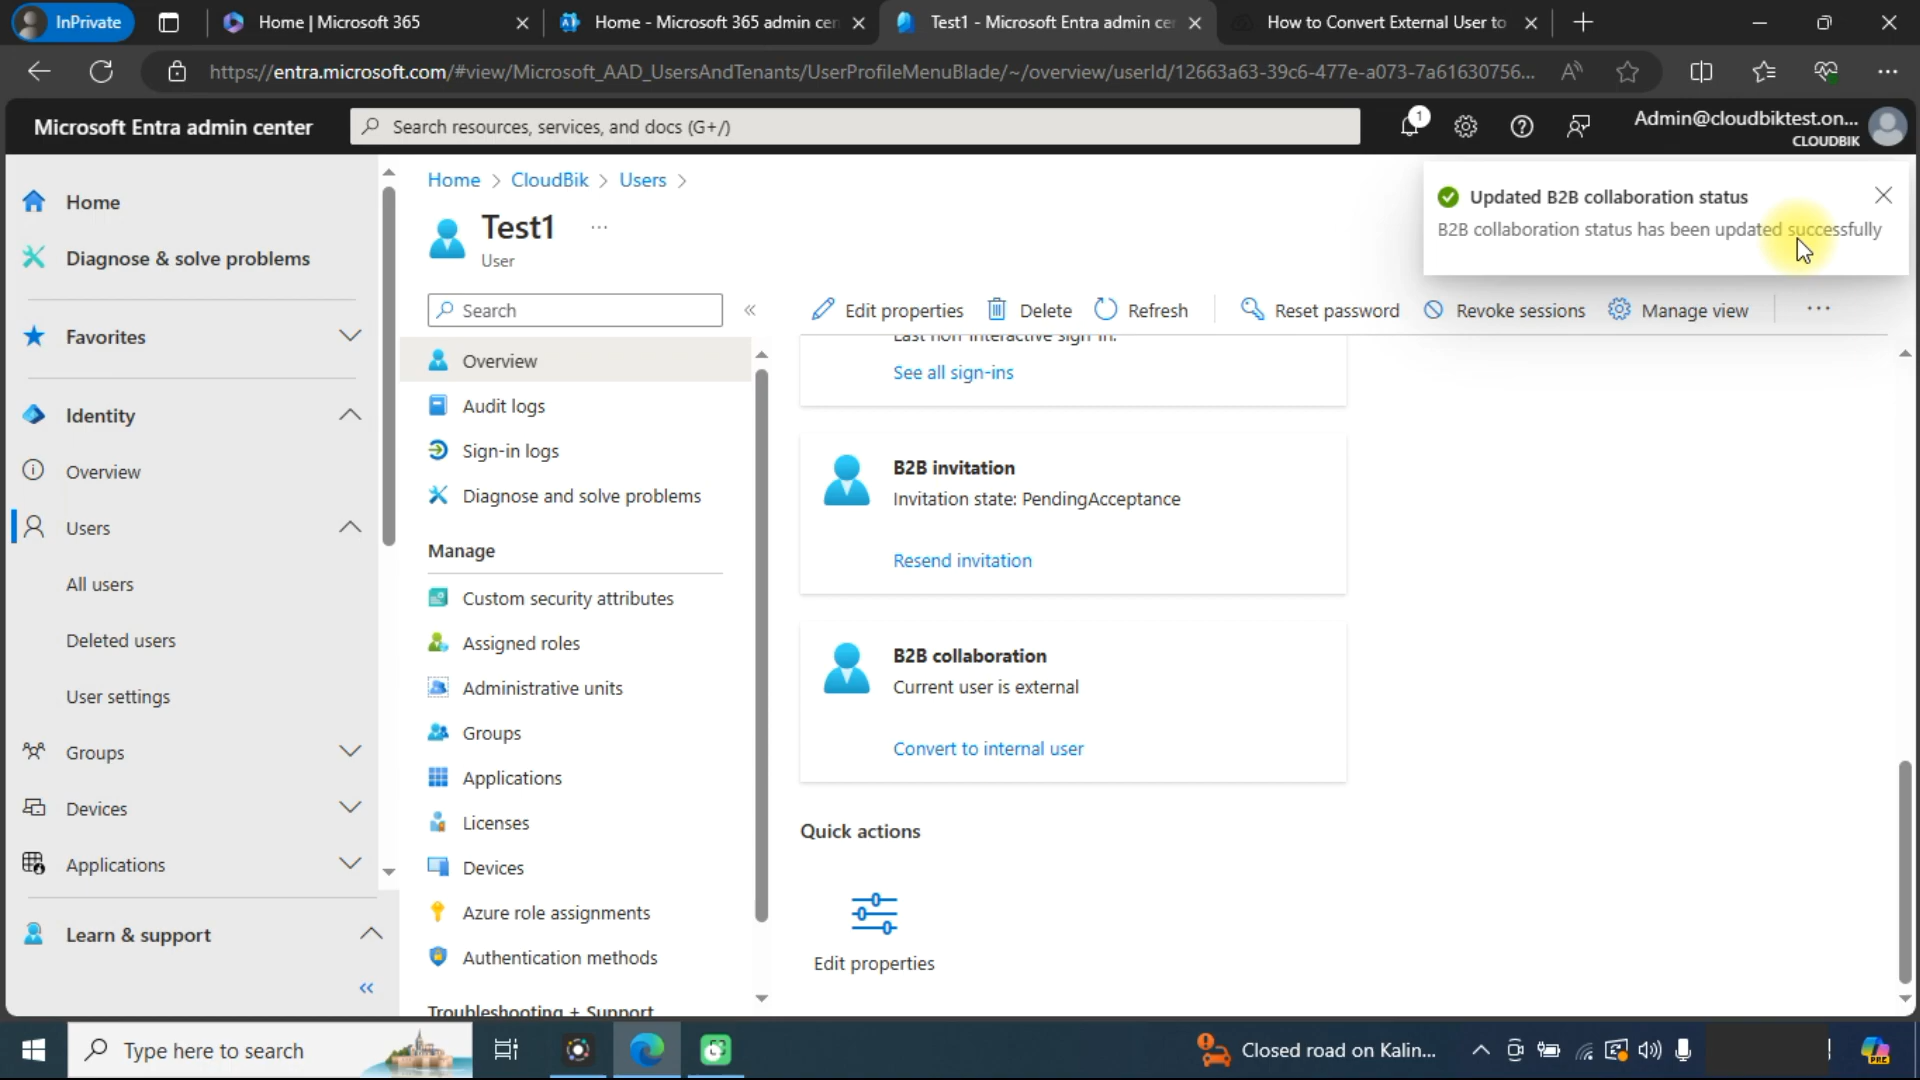 InPrivate
Home | Microsoft 365
Home - Microsoft 365 admin cen
Test1 - Microsoft Entra admin ce
How to Convert External User to
https://entra.microsoft.com/#view/Microsoft_AAD_UsersAndTenants/UserProfileMenuBlade/~/overview/userId/12663a63-39c6-477e-a073-7a61630756...
Microsoft Entra admin center
Search resources, services, and docs (G+/)
1
Admin@cloudbiktest.on...
CLOUDBIK
Home
Diagnose & solve problems
Favorites
Identity
Overview
Users
All users
Deleted users
User settings
Groups
Devices
Applications
Learn & support
Home > CloudBik > Users >
Test1 ...
User
Search
Overview
Audit logs
Sign-in logs
Diagnose and solve problems
Manage
Custom security attributes
Assigned roles
Administrative units
Groups
Applications
Licenses
Devices
Azure role assignments
Authentication methods
Troubleshooting + Support
Updated B2B collaboration status
B2B collaboration status has been updated successfully
Edit properties
Delete
Refresh
Reset password
Revoke sessions
Manage view
...
Last non-interactive sign-in:
See all sign-ins
B2B invitation
Invitation state: PendingAcceptance
Resend invitation
B2B collaboration
Current user is external
Convert to internal user
Quick actions
Edit properties
Type here to search
Closed road on Kalin...
PRE